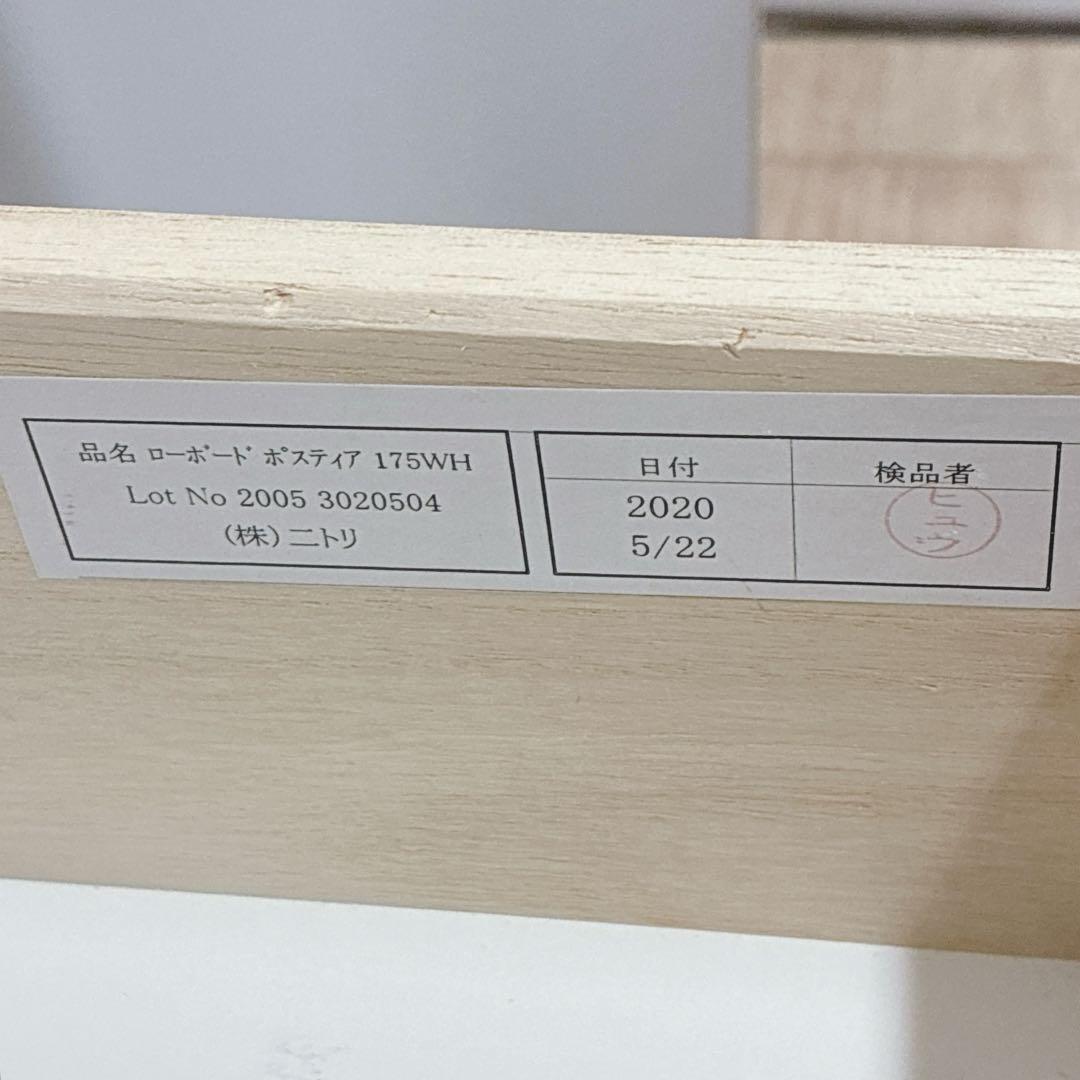 品名 ローボード ポスティア 175WH
Lot No 2005 3020504
(株)ニトリ
日付
2020
5/22
検品者
ヒュウ